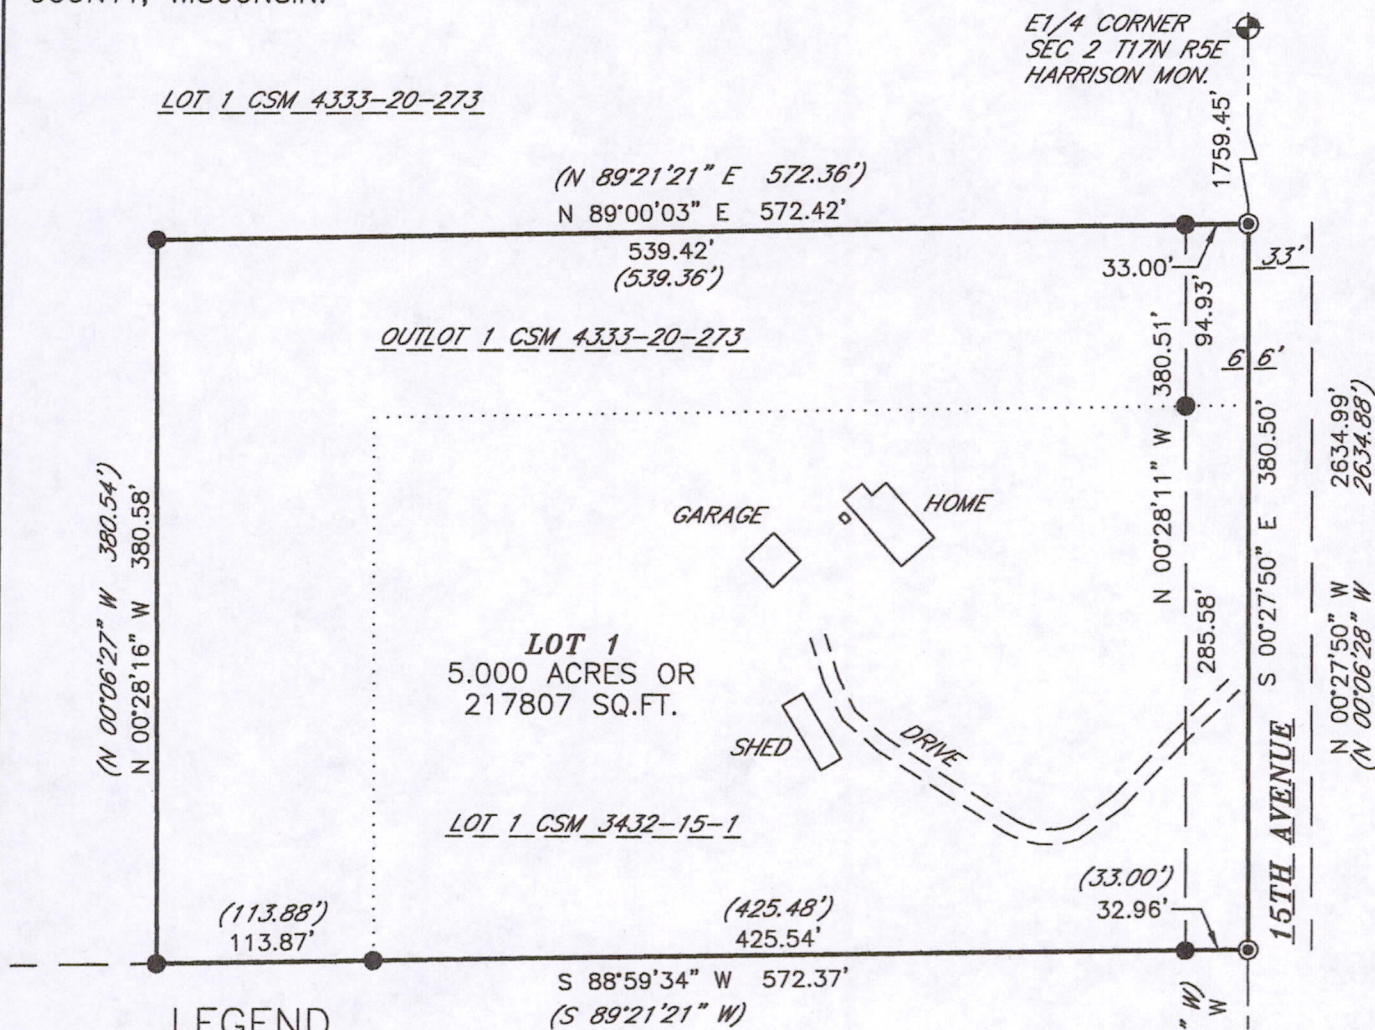 E1/4 CORNER
SEC 2 T17N R5E
HARRISON MON.
1759.45'
LOT 1 CSM 4333-20-273
(N 89°21'21" E 572.36')
N 89°00'03" E 572.42'
539.42'
(539.36')
33.00'
33'
94.93'
OUTLOT 1 CSM 4333-20-273
N 00°28'11" W 380.51'
6' 6'
(N 00°06'27" W 380.54')
N 00°28'16" W 380.58'
GARAGE
HOME
S 00°27'50" E 380.50'
N 00°27'50" W 2634.99'
(N 00°06'28" W 2634.88')
285.58'
LOT 1
5.000 ACRES OR
217807 SQ.FT.
SHED
DRIVE
15TH AVENUE
LOT 1 CSM 3432-15-1
(33.00')
32.96'
(113.88')
113.87'
(425.48')
425.54'
S 88°59'34" W 572.37'
(S 89°21'21" W)
LEGEND
" W)
W